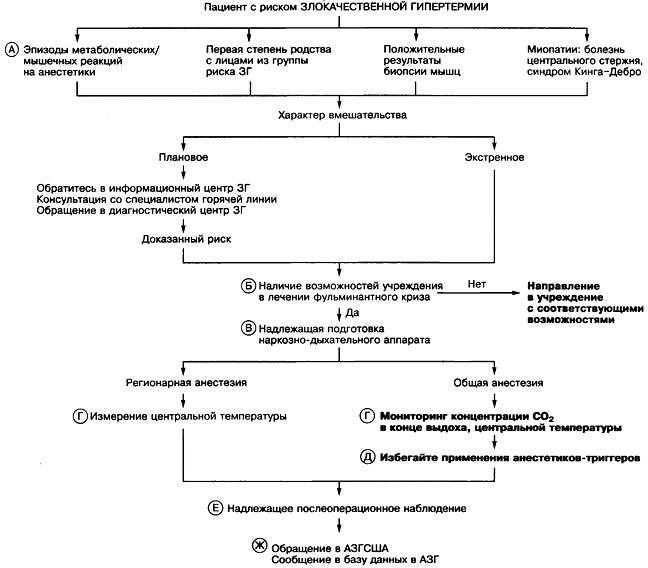 Пациент с риском ЗЛОКАЧЕСТВЕННОЙ ГИПЕРТЕРМИИ
А Эпизоды метаболических/
мышечных реакций
на анестетики
Первая степень родства
с лицами из группы
риска ЗГ
Положительные
результаты
биопсии мышц
Миопатии: болезнь
центрального стержня,
синдром Кинга–Дебро
Характер вмешательства
Плановое
Экстренное
Обратитесь в информационный центр ЗГ
Консультация со специалистом горячей линии
Обращение в диагностический центр ЗГ
Доказанный риск
Б Наличие возможностей учреждения
в лечении фульминантного криза
Нет
Направление
в учреждение
с соответствующими
возможностями
Да
В Надлежащая подготовка
наркозно-дыхательного аппарата
Регионарная анестезия
Общая анестезия
Г Измерение центральной температуры
Г Мониторинг концентрации CO2
в конце выдоха, центральной температуры
Д Избегайте применения анестетиков-триггеров
Е Надлежащее послеоперационное наблюдение
Ж Обращение в АЗГСША
Сообщение в базу данных в АЗГ